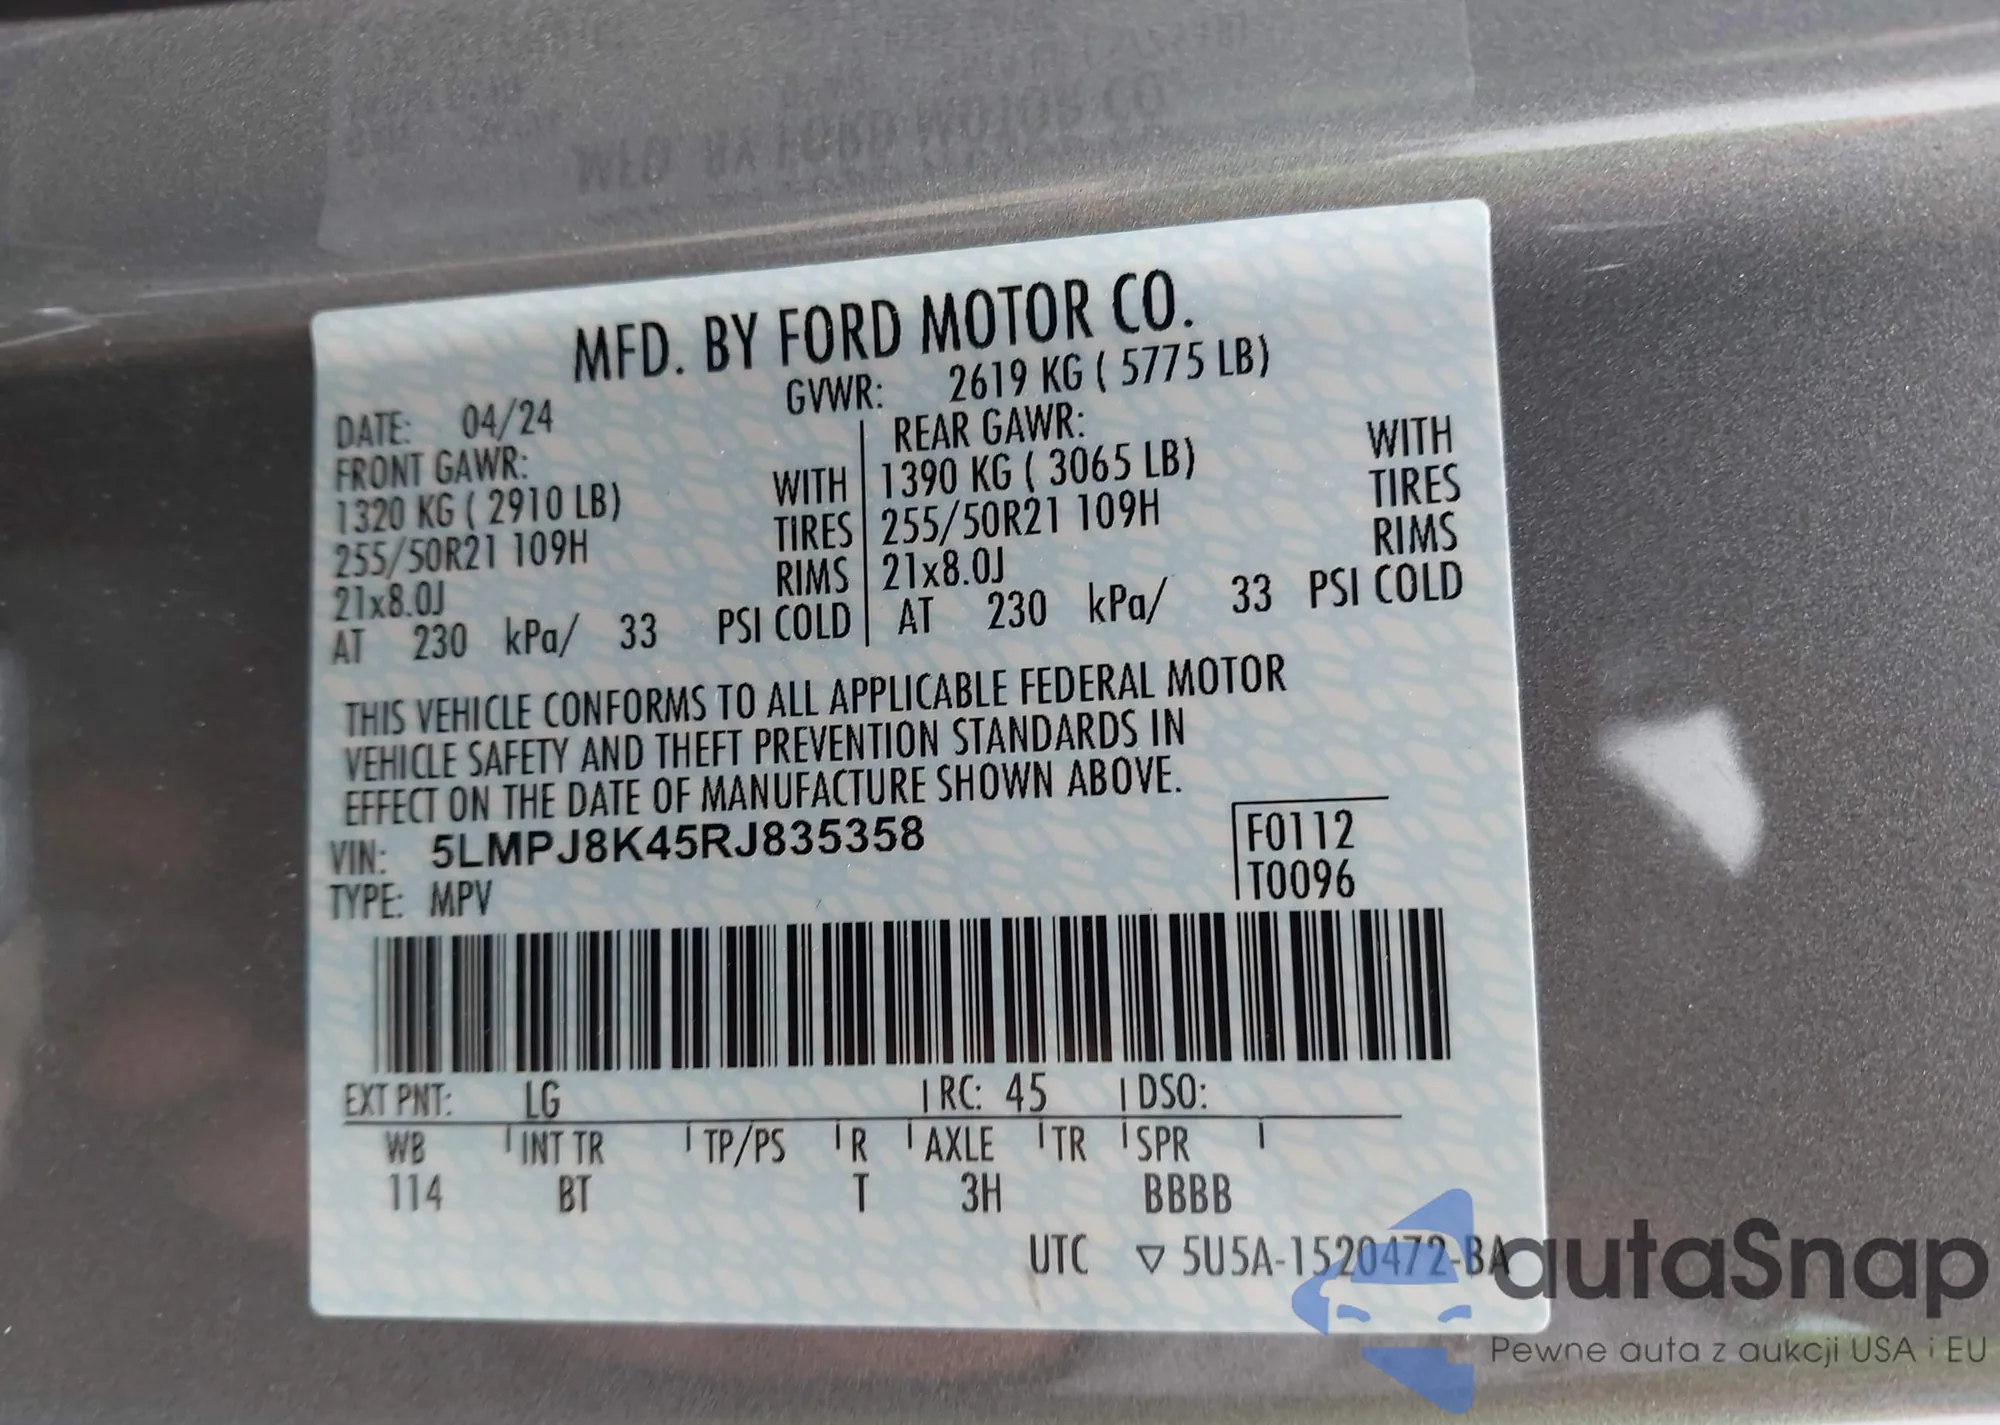 MFD. BY FORD MOTOR CO.
DATE: 04/24 GVWR: 2619 KG ( 5775 LB)
FRONT GAWR: REAR GAWR:
1320 KG ( 2910 LB) WITH 1390 KG ( 3065 LB) WITH
255/50R21 109H TIRES 255/50R21 109H TIRES
21x8.0J RIMS 21x8.0J RIMS
AT 230 kPa/ 33 PSI COLD AT 230 kPa/ 33 PSI COLD
THIS VEHICLE CONFORMS TO ALL APPLICABLE FEDERAL MOTOR
VEHICLE SAFETY AND THEFT PREVENTION STANDARDS IN
EFFECT ON THE DATE OF MANUFACTURE SHOWN ABOVE.
VIN: 5LMPJ8K45RJ835358 F0112
TYPE: MPV T0096
EXT PNT: LG RC: 45 DSO:
WB INT TR TP/PS R AXLE TR SPR
114 BT T 3H BBBB
UTC ▽ 5U5A-1520472-BA
autaSnap
Pewne auta z aukcji USA i EU